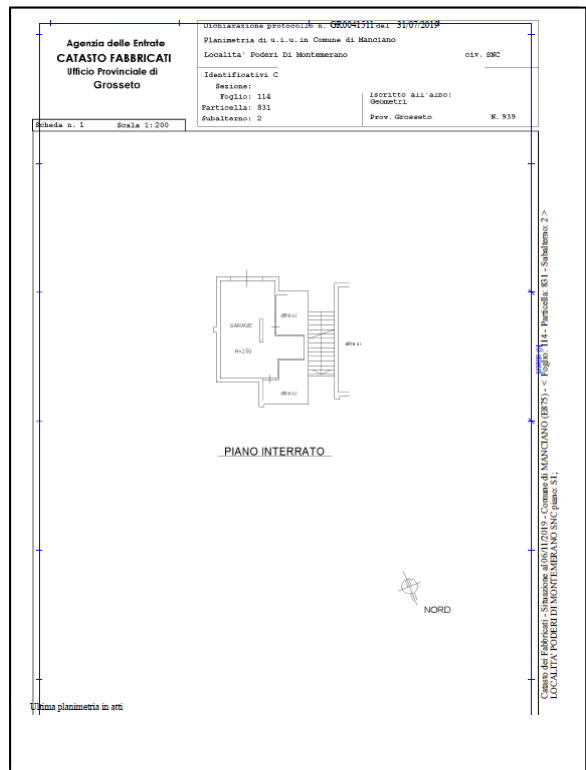 Agenzia delle Entrate
CATASTO FABBRICATI
Ufficio Provinciale di
Grosseto
Dichiarazione protocollo n. GR0041511 del 31/07/2019
Planimetria di u.i.u. in Comune di Manciano
Localita' Poderi Di Montemerano civ. SNC
Identificativi C
Sezione:
Foglio: 114
Particella: 831
Subalterno: 2
Iscritto all'albo:
Geometri
Prov. Grosseto N. 939
Scheda n. 1 Scala 1:200
altra u.i.
GARAGE
H=2,50
altra u.i.
altra u.i.
PIANO INTERRATO
NORD
Catasto dei Fabbricati - Situazione al 06/11/2019 - Comune di MANCIANO (E875) - < Foglio: 114 - Particella: 831 - Subalterno: 2 >
LOCALITA' PODERI DI MONTEMERANO SNC piano: S1;
Ultima planimetria in atti